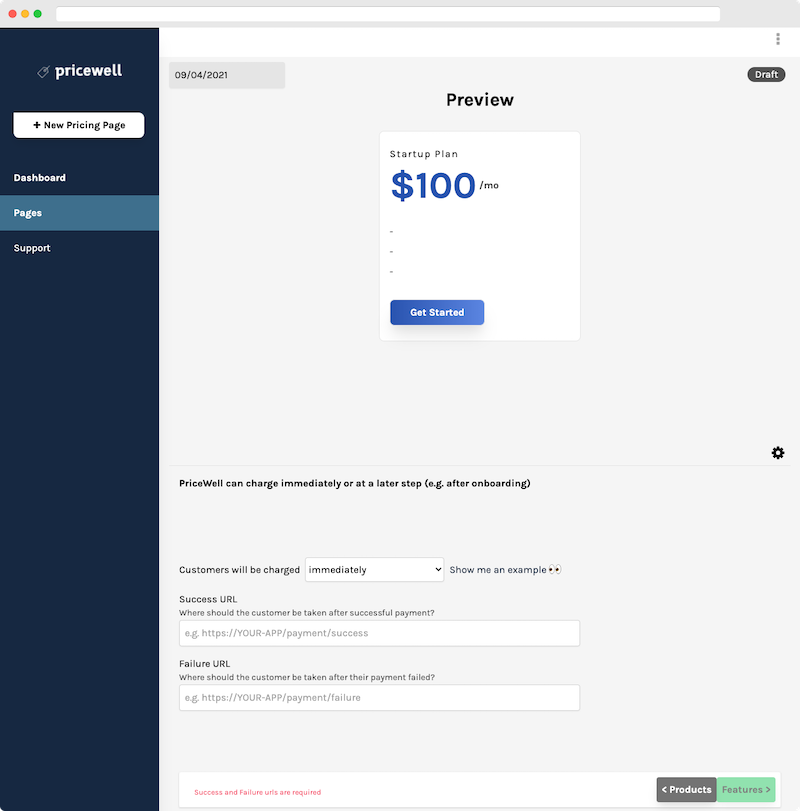 pricewell
+ New Pricing Page
Dashboard
Pages
Support
09/04/2021
Draft
Preview
Startup Plan
$100 /mo
-
-
-
Get Started
PriceWell can charge immediately or at a later step (e.g. after onboarding)
Customers will be charged immediately Show me an example 👀
Success URL
Where should the customer be taken after successful payment?
e.g. https://YOUR-APP/payment/success
Failure URL
Where should the customer be taken after their payment failed?
e.g. https://YOUR-APP/payment/failure
Success and Failure urls are required
< Products Features >